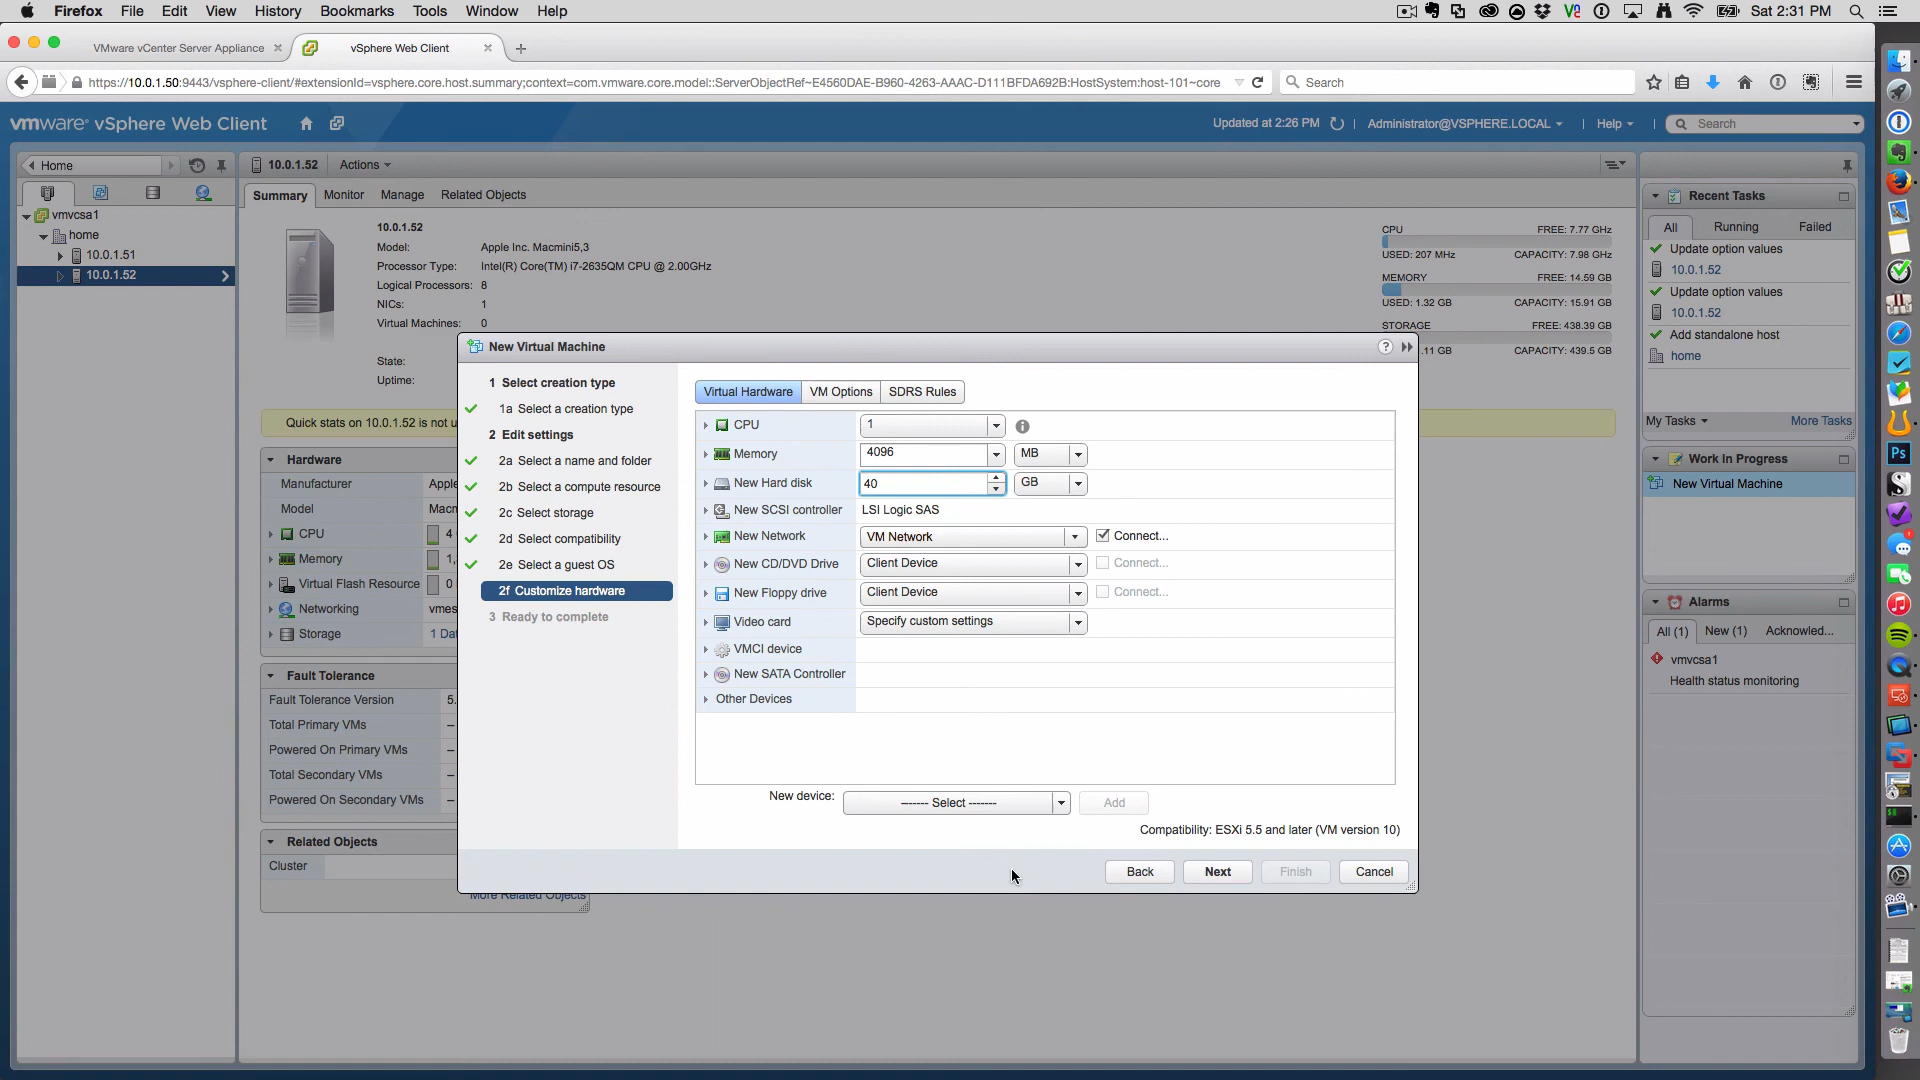 Firefox File Edit View History Bookmarks Tools Window Help Sat 2:31 PM
VMware vCenter Server Appliance vSphere Web Client
https://10.0.1.50:9443/vsphere-client/#extensionId=vsphere.core.host.summary;context=com.vmware.core.model::ServerObjectRef~E4560DAE-B960-4263-AAAC-D111BFDA692B:HostSystem:host-101~core Search
vmware® vSphere Web Client Updated at 2:26 PM Administrator@VSPHERE.LOCAL Help Search
Home
vmvcsa1
home
10.0.1.51
10.0.1.52
10.0.1.52 Actions
Summary Monitor Manage Related Objects
10.0.1.52
Model: Apple Inc. Macmini5,3
Processor Type: Intel(R) Core(TM) i7-2635QM CPU @ 2.00GHz
Logical Processors: 8
NICs: 1
Virtual Machines: 0
State:
Uptime:
CPU FREE: 7.77 GHz
USED: 207 MHz CAPACITY: 7.98 GHz
MEMORY FREE: 14.59 GB
USED: 1.32 GB CAPACITY: 15.91 GB
STORAGE FREE: 438.39 GB
.11 GB CAPACITY: 439.5 GB
Quick stats on 10.0.1.52 is not u
Hardware
Manufacturer Apple
Model Macm
CPU 4
Memory 1,
Virtual Flash Resource 0
Networking vmes
Storage 1 Dat
Fault Tolerance
Fault Tolerance Version 5.
Total Primary VMs –
Powered On Primary VMs –
Total Secondary VMs –
Powered On Secondary VMs –
Related Objects
Cluster
More Related Objects
New Virtual Machine
1 Select creation type
1a Select a creation type
2 Edit settings
2a Select a name and folder
2b Select a compute resource
2c Select storage
2d Select compatibility
2e Select a guest OS
2f Customize hardware
3 Ready to complete
Virtual Hardware VM Options SDRS Rules
CPU 1
Memory 4096 MB
New Hard disk 40 GB
New SCSI controller LSI Logic SAS
New Network VM Network Connect...
New CD/DVD Drive Client Device Connect...
New Floppy drive Client Device Connect...
Video card Specify custom settings
VMCI device
New SATA Controller
Other Devices
New device: ------- Select ------- Add
Compatibility: ESXi 5.5 and later (VM version 10)
Back Next Finish Cancel
Recent Tasks
All Running Failed
Update option values
10.0.1.52
Update option values
10.0.1.52
Add standalone host
home
My Tasks More Tasks
Work In Progress
New Virtual Machine
Alarms
All (1) New (1) Acknowled...
vmvcsa1
Health status monitoring
Ps